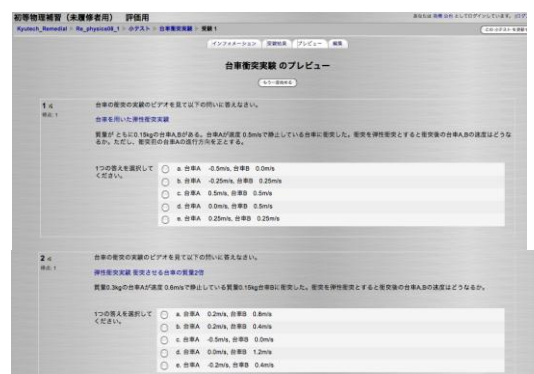 初等物理補習（未履修者用）　評価用
Kyutech_Remedial ► Re_physics08_1 ► 小テスト ► 台車衝突実験 ► 受験 1
インフォメーション 受験結果 プレビュー 編集
台車衝突実験 のプレビュー
もう一度始める
1
得点: 1
台車の衝突の実験のビデオを見て以下の問いに答えなさい。
台車を用いた弾性衝突実験
質量が ともに0.15kgの台車A,Bがある。台車Aが速度 0.5m/sで静止している台車に衝突した。衝突を弾性衝突とすると衝突後の台車A,Bの速度はどうな
るか。ただし、衝突前の台車Aの進行方向を正とする。
1つの答えを選択して
ください。
a. 台車A -0.5m/s, 台車B 0.0m/s
b. 台車A -0.25m/s, 台車B 0.25m/s
c. 台車A 0.5m/s, 台車B 0.5m/s
d. 台車A 0.0m/s, 台車B 0.5m/s
e. 台車A 0.25m/s, 台車B 0.25m/s
2
得点: 1
台車の衝突の実験のビデオを見て以下の問いに答えなさい。
弾性衝突実験 衝突させる台車の質量2倍
質量0.3kgの台車Aが速度 0.6m/sで静止している質量0.15kg台車Bに衝突した。衝突を弾性衝突とすると衝突後の台車A,Bの速度はどうなるか。
1つの答えを選択して
ください。
a. 台車A 0.2m/s, 台車B 0.8m/s
b. 台車A 0.2m/s, 台車B 0.4m/s
c. 台車A -0.5m/s, 台車B 0.0m/s
d. 台車A 0.0m/s, 台車B 1.2m/s
e. 台車A -0.2m/s, 台車B 0.4m/s